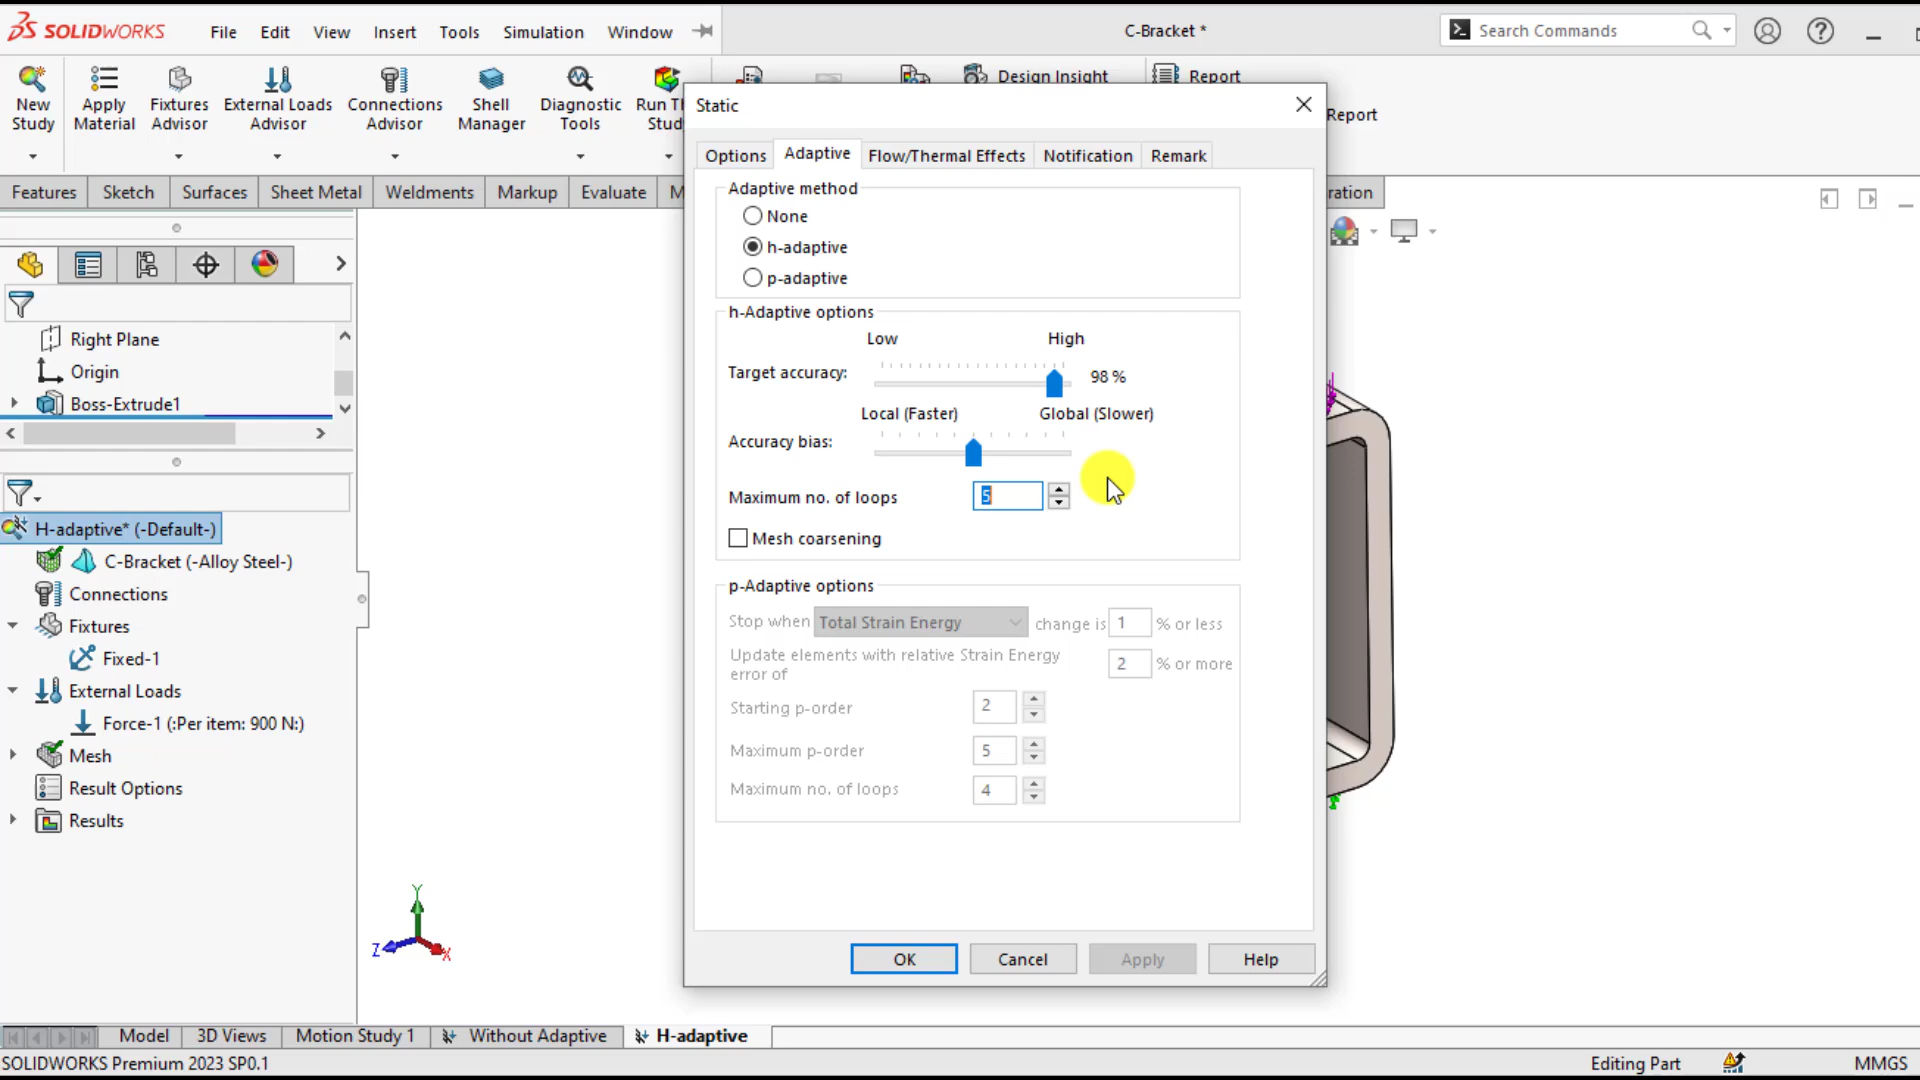 SOLIDWORKS File Edit View Insert Tools Simulation Window C-Bracket * Search Commands
New Study
Apply Material
Fixtures Advisor
External Loads Advisor
Connections Advisor
Shell Manager
Diagnostic Tools
Run Th
Stud
Design Insight
Report
Report
Features Sketch Surfaces Sheet Metal Weldments Markup Evaluate M ration
Static
Options Adaptive Flow/Thermal Effects Notification Remark
Adaptive method
None
h-adaptive
p-adaptive
h-Adaptive options
Low High
Target accuracy: 98 %
Local (Faster) Global (Slower)
Accuracy bias:
Maximum no. of loops 5
Mesh coarsening
p-Adaptive options
Stop when Total Strain Energy change is 1 % or less
Update elements with relative Strain Energy error of 2 % or more
Starting p-order 2
Maximum p-order 5
Maximum no. of loops 4
OK Cancel Apply Help
Right Plane
Origin
Boss-Extrude1
H-adaptive* (-Default-)
C-Bracket (-Alloy Steel-)
Connections
Fixtures
Fixed-1
External Loads
Force-1 (:Per item: 900 N:)
Mesh
Result Options
Results
Y
Z
X
Model 3D Views Motion Study 1 Without Adaptive H-adaptive
SOLIDWORKS Premium 2023 SP0.1 Editing Part MMGS